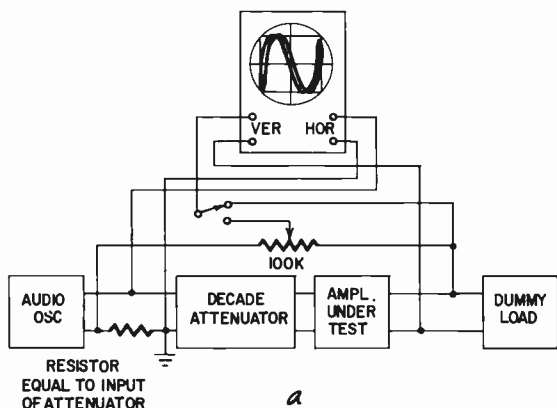 VER HOR
100K
AUDIO
OSC
DECADE
ATTENUATOR
AMPL.
UNDER
TEST
DUMMY
LOAD
RESISTOR
EQUAL TO INPUT
OF ATTENUATOR
a